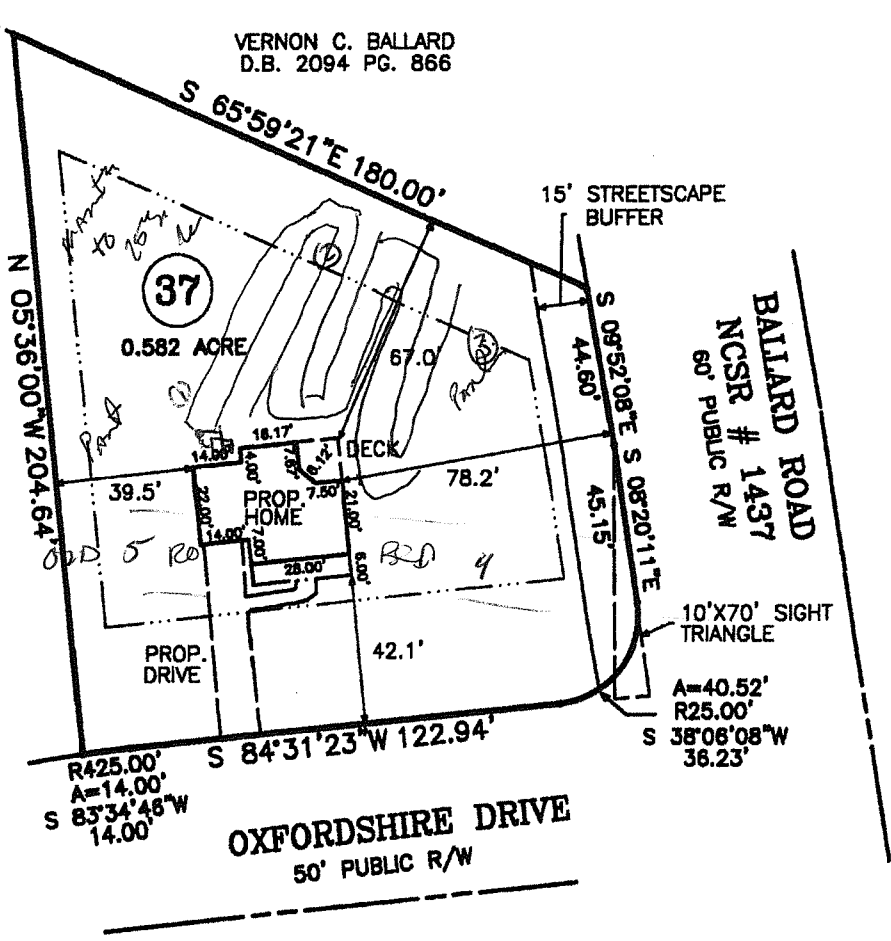 VERNON C. BALLARD
D.B. 2094 PG. 866
S 65°59'21"E 180.00'
15' STREETSCAPE
BUFFER
N 05°36'00"W 204.64'
37
0.582 ACRE
2
3
1
67.0'
S 09°52'08"E
44.60'
BALLARD ROAD
NCSR # 1437
60' PUBLIC R/W
16.17'
DECK
14.00'
4.00'
7.67'
39.5'
78.2'
7.50'
22.00'
PROP.
HOME
21.00'
14.00'
7.00'
28.00'
6.00'
S 08°20'11"E
45.15'
5
4
10'X70' SIGHT
TRIANGLE
42.1'
PROP.
DRIVE
A=40.52'
R25.00'
S 38°06'08"W
36.23'
S 84°31'23"W 122.94'
R425.00'
A=14.00'
S 83°34'46"W
14.00'
OXFORDSHIRE DRIVE
50' PUBLIC R/W